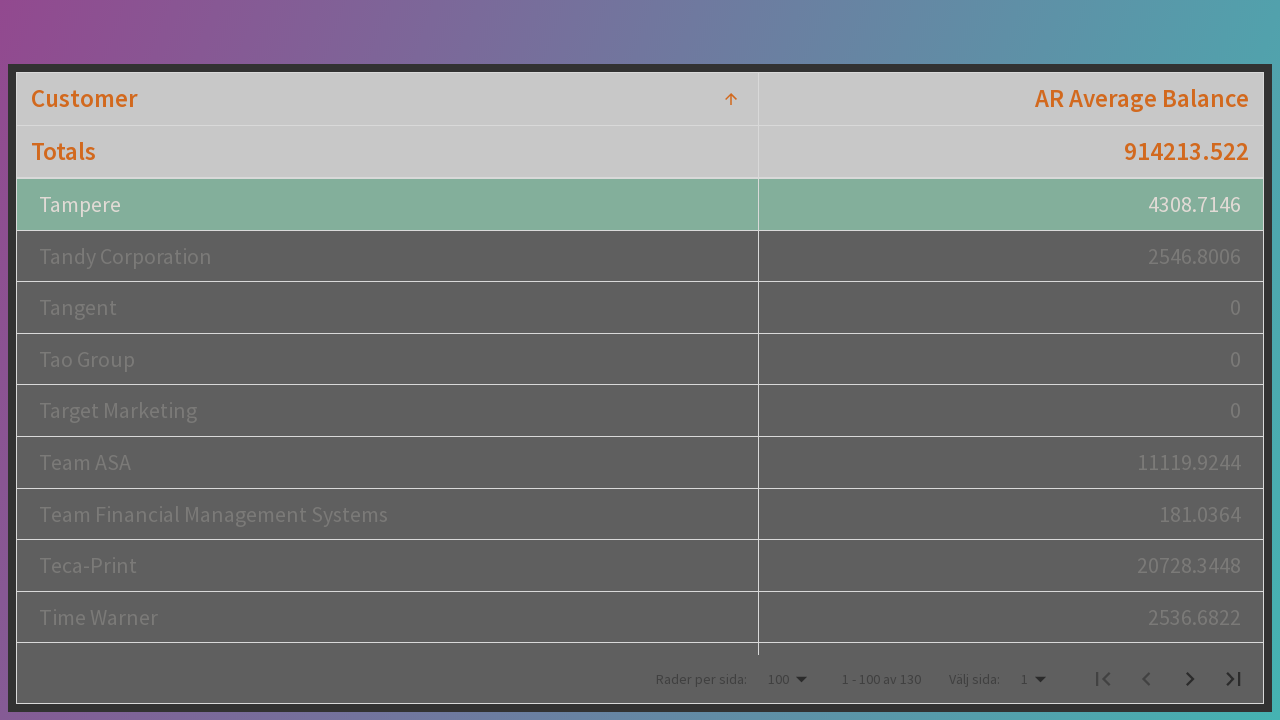 Customer AR Average Balance
Totals 914213.522
Tampere 4308.7146
Tandy Corporation 2546.8006
Tangent 0
Tao Group 0
Target Marketing 0
Team ASA 11119.9244
Team Financial Management Systems 181.0364
Teca-Print 20728.3448
Time Warner 2536.6822
Rader per sida: 100 1 - 100 av 130 Välj sida: 1